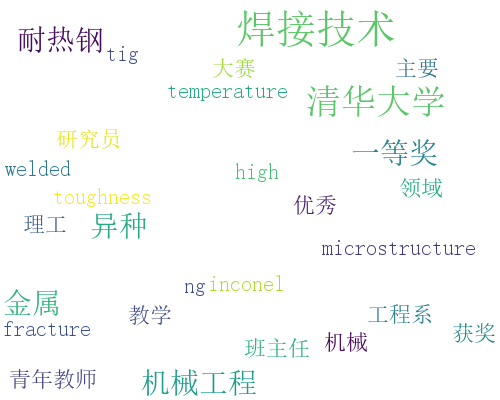 焊接技术
耐热钢
tig
大赛
主要
temperature
清华大学
研究员
一等奖
welded
high
领域
toughness
优秀
理工
异种
microstructure
ng
inconel
金属
教学
工程系
fracture
获奖
机械
班主任
青年教师
机械工程